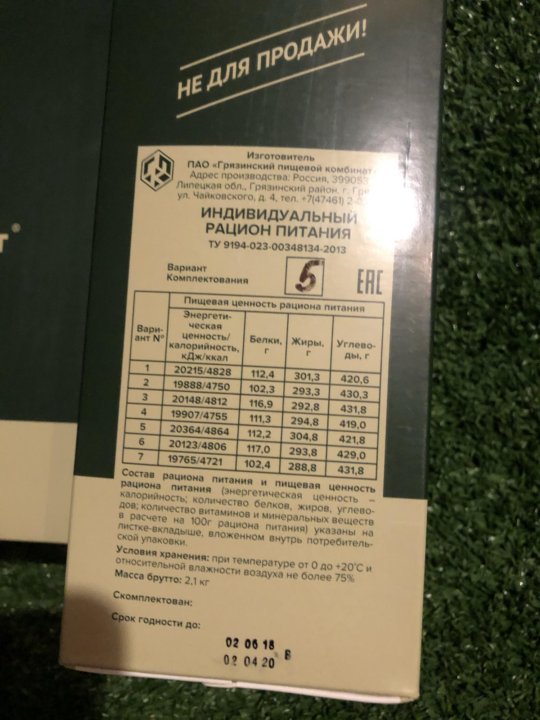 НЕ ДЛЯ ПРОДАЖИ!
Изготовитель
ПАО «Грязинский пищевой комбинат
Адрес производства: Россия,
Липецкая обл., Грязинский район, г.
ул. Чайковского, д. 4, тел. +7(47461)
ИНДИВИДУАЛЬНЫЙ
РАЦИОН ПИТАНИЯ
ТУ 9194-023-00348134-2013
Вариант
Комплектования
5
EAC
Пищевая ценность рациона питания
Вари-
ант №
Энергети-
ческая
ценность/
калорийность,
кДж/ккал
Белки,
г
Жиры,
г
Углево-
ды, г
1 20215/4828 112,4 301,3 420,6
2 19888/4750 102,3 293,3 430,3
3 20148/4812 116,9 292,8 431,8
4 19907/4755 111,3 294,8 419,0
5 20364/4864 112,2 304,8 421,8
6 20123/4806 117,0 293,8 429,0
7 19765/4721 102,4 288,8 431,8
Состав рациона питания и пищевая ценность
рациона питания (энергетическая ценность –
калорийность; количество белков, жиров, углево-
дов; количество витаминов и минеральных веществ
в расчете на 100г рациона питания) указаны на
листке-вкладыше, вложенном внутрь потребитель-
ской упаковки.
Условия хранения: при температуре от 0 до +20°С и
относительной влажности воздуха не более 75%
Масса брутто: 2,1 кг
Скомплектован:
Срок годности до:
02 06 18
02 04 20 В